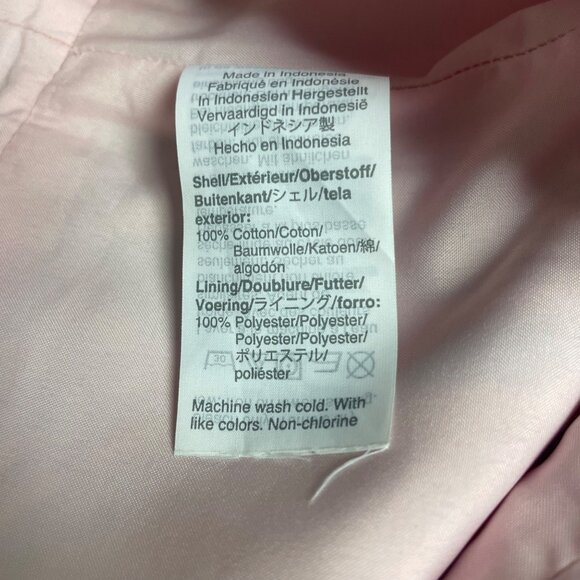 Made in Indonesia
Fabriqué en Indonésie
In Indonesien Hergestellt
Vervaardigd in Indonesië
インドネシア製
Hecho en Indonesia
Shell/Extérieur/Oberstoff/
Buitenkant/シェル/tela
exterior:
100% Cotton/Coton/
Baumwolle/Katoen/綿/
algodón
Lining/Doublure/Futter/
Voering/ライニング/forro:
100% Polyester/Polyester/
Polyester/Polyester/
ポリエステル/
poliéster
Machine wash cold. With
like colors. Non-chlorine